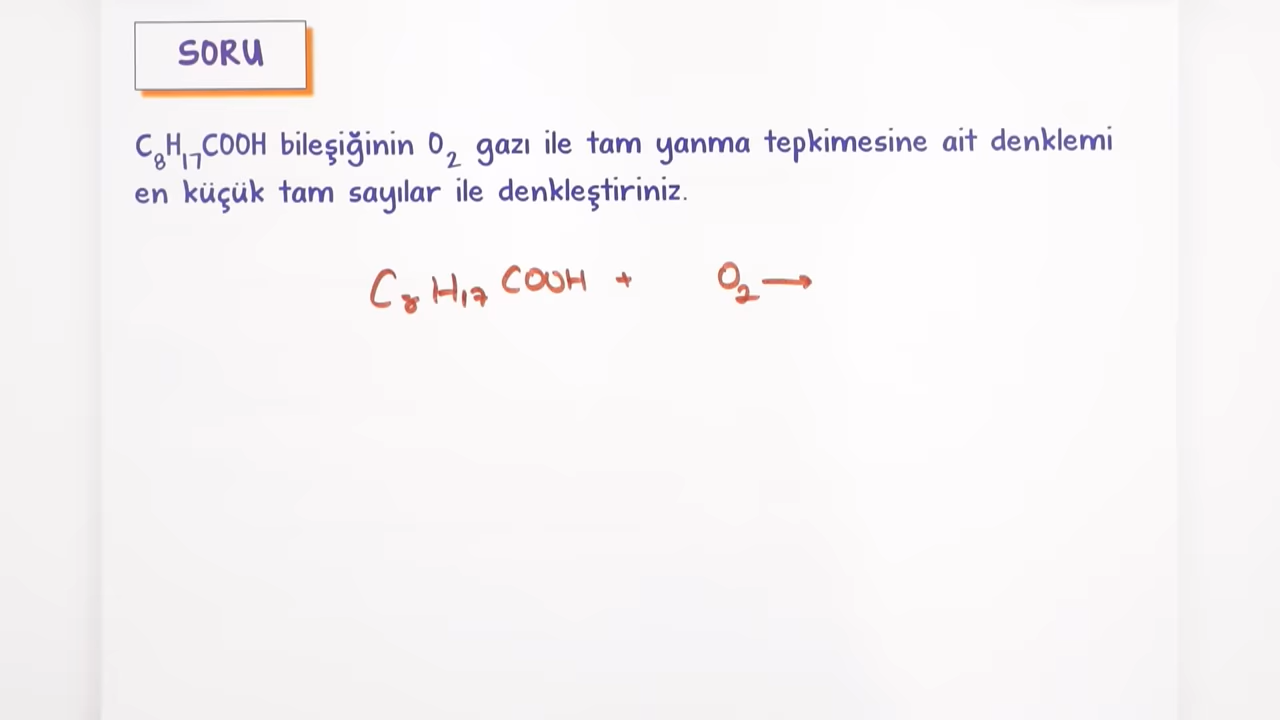 SORU
C₈H₁₇COOH bileşiğinin O₂ gazı ile tam yanma tepkimesine ait denklemi
en küçük tam sayılar ile denkleştiriniz.
C₈H₁₇COOH + O₂ →